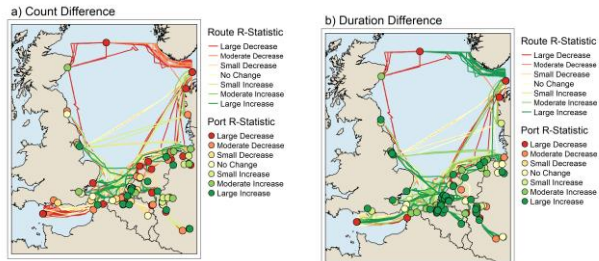 a) Count Difference
Route R-Statistic
Large Decrease
Moderate Decrease
Small Decrease
No Change
Small Increase
Moderate Increase
Large Increase
Port R-Statistic
Large Decrease
Moderate Decrease
Small Decrease
No Change
Small Increase
Moderate Increase
Large Increase
b) Duration Difference
Route R-Statistic
Large Decrease
Moderate Decrease
Small Decrease
No Change
Small Increase
Moderate Increase
Large Increase
Port R-Statistic
Large Decrease
Moderate Decrease
Small Decrease
No Change
Small Increase
Moderate Increase
Large Increase